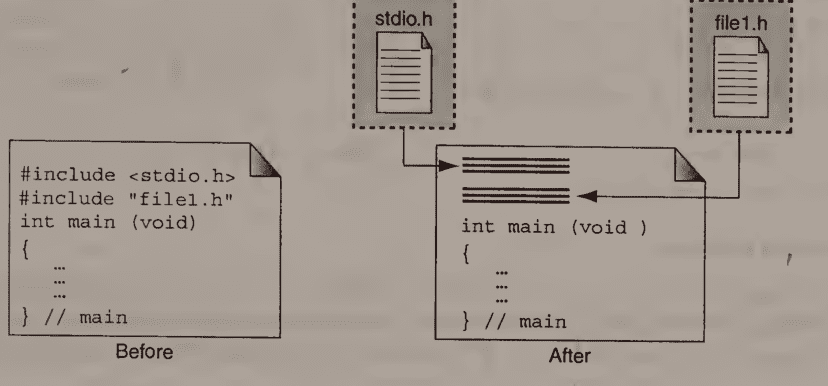 stdio.h
file1.h
#include <stdio.h>
#include "file1.h"
int main (void)
{
...
...
...
} // main
Before
int main (void )
{
...
...
...
} // main
After